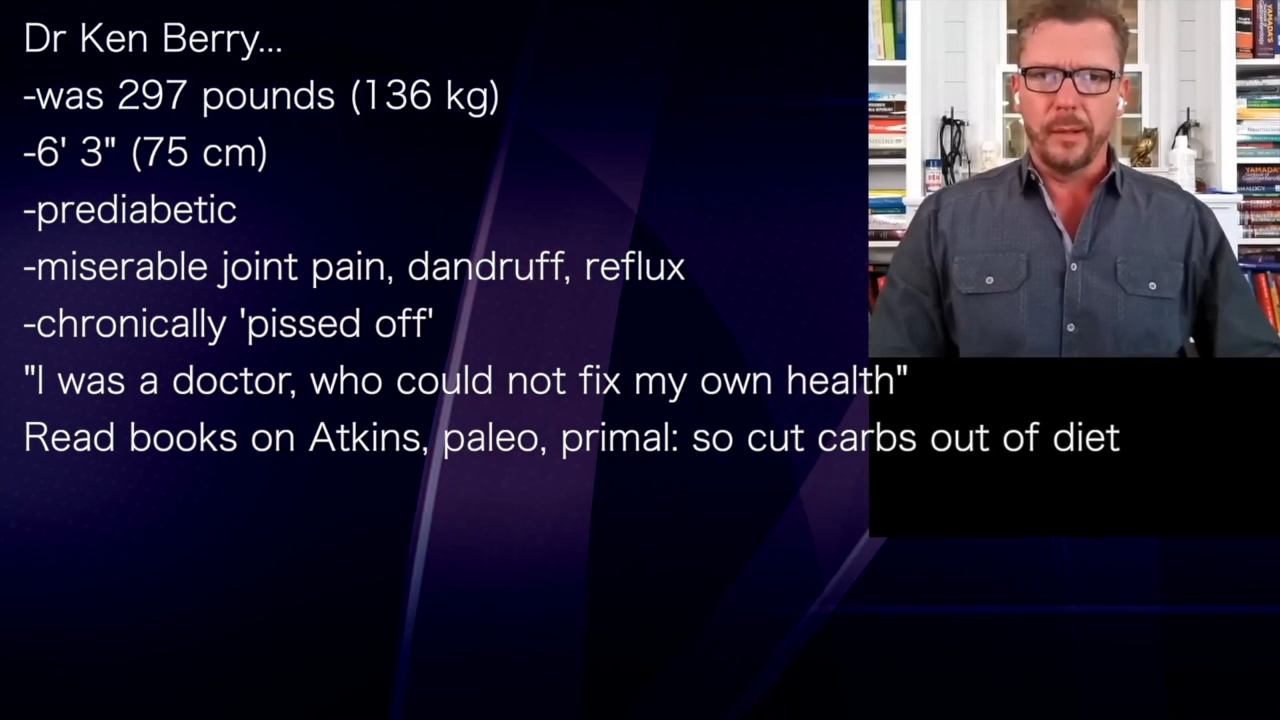 Dr Ken Berry...
-was 297 pounds (136 kg)
-6' 3" (75 cm)
-prediabetic
-miserable joint pain, dandruff, reflux
-chronically 'pissed off'
"I was a doctor, who could not fix my own health"
Read books on Atkins, paleo, primal: so cut carbs out of diet
YAMADA'S
YAMADA'